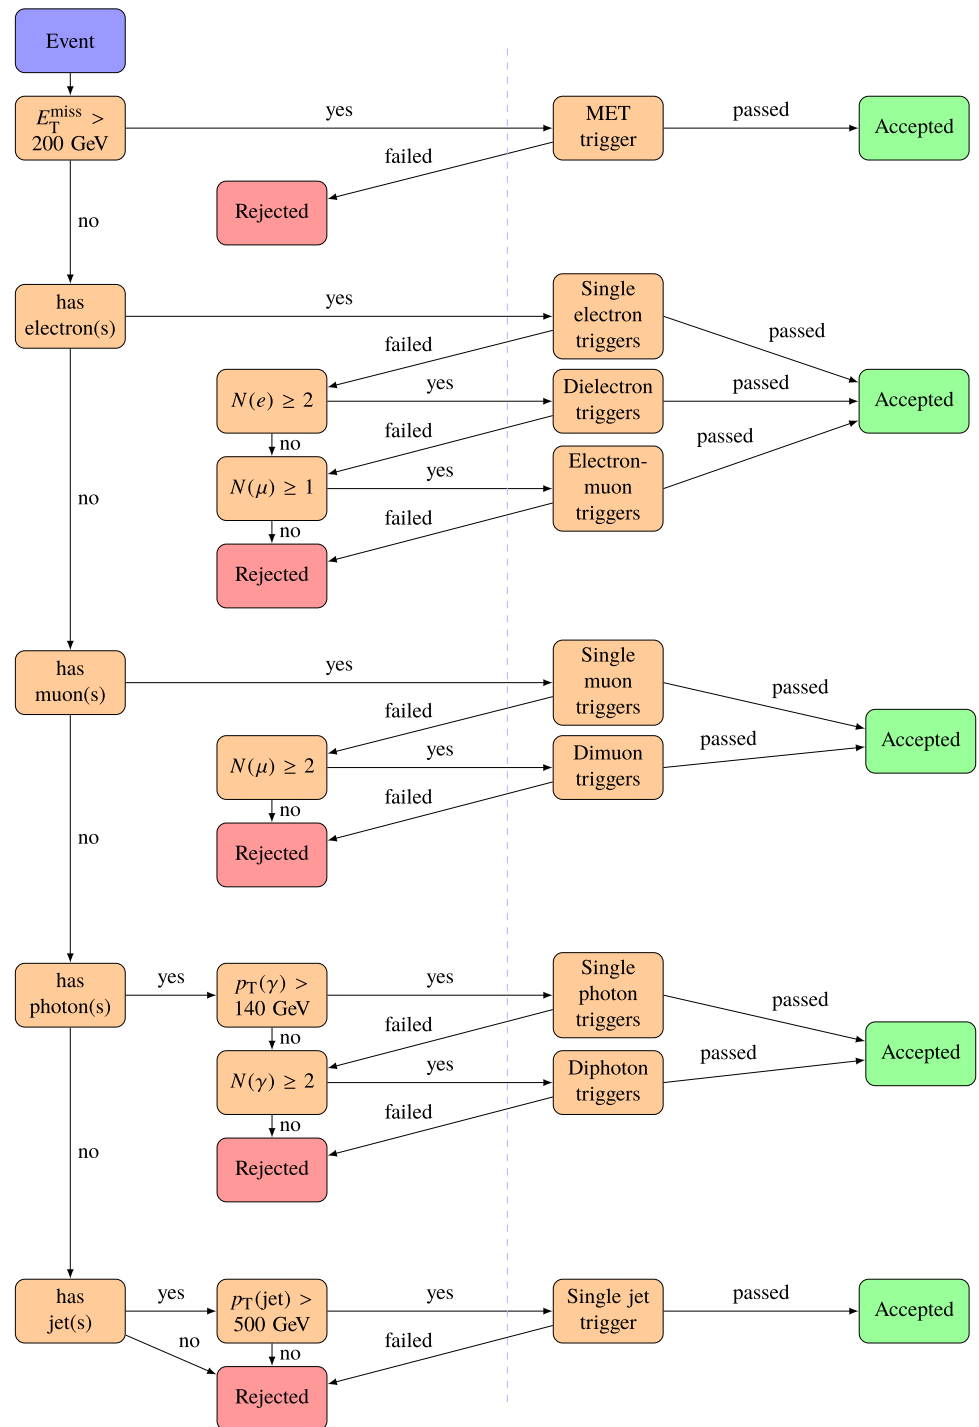 Event
E_T^miss >
200 GeV
yes
MET
trigger
passed
Accepted
failed
Rejected
no
has
electron(s)
yes
Single
electron
triggers
passed
failed
N(e) ≥ 2
yes
Dielectron
triggers
passed
Accepted
no
failed
N(μ) ≥ 1
yes
Electron-
muon
triggers
passed
no
failed
Rejected
no
has
muon(s)
yes
Single
muon
triggers
passed
failed
N(μ) ≥ 2
yes
Dimuon
triggers
passed
Accepted
no
failed
Rejected
no
has
photon(s)
yes
p_T(γ) >
140 GeV
yes
Single
photon
triggers
passed
no
failed
N(γ) ≥ 2
yes
Diphoton
triggers
passed
Accepted
no
failed
Rejected
no
has
jet(s)
yes
p_T(jet) >
500 GeV
yes
Single jet
trigger
passed
Accepted
no
no
failed
Rejected